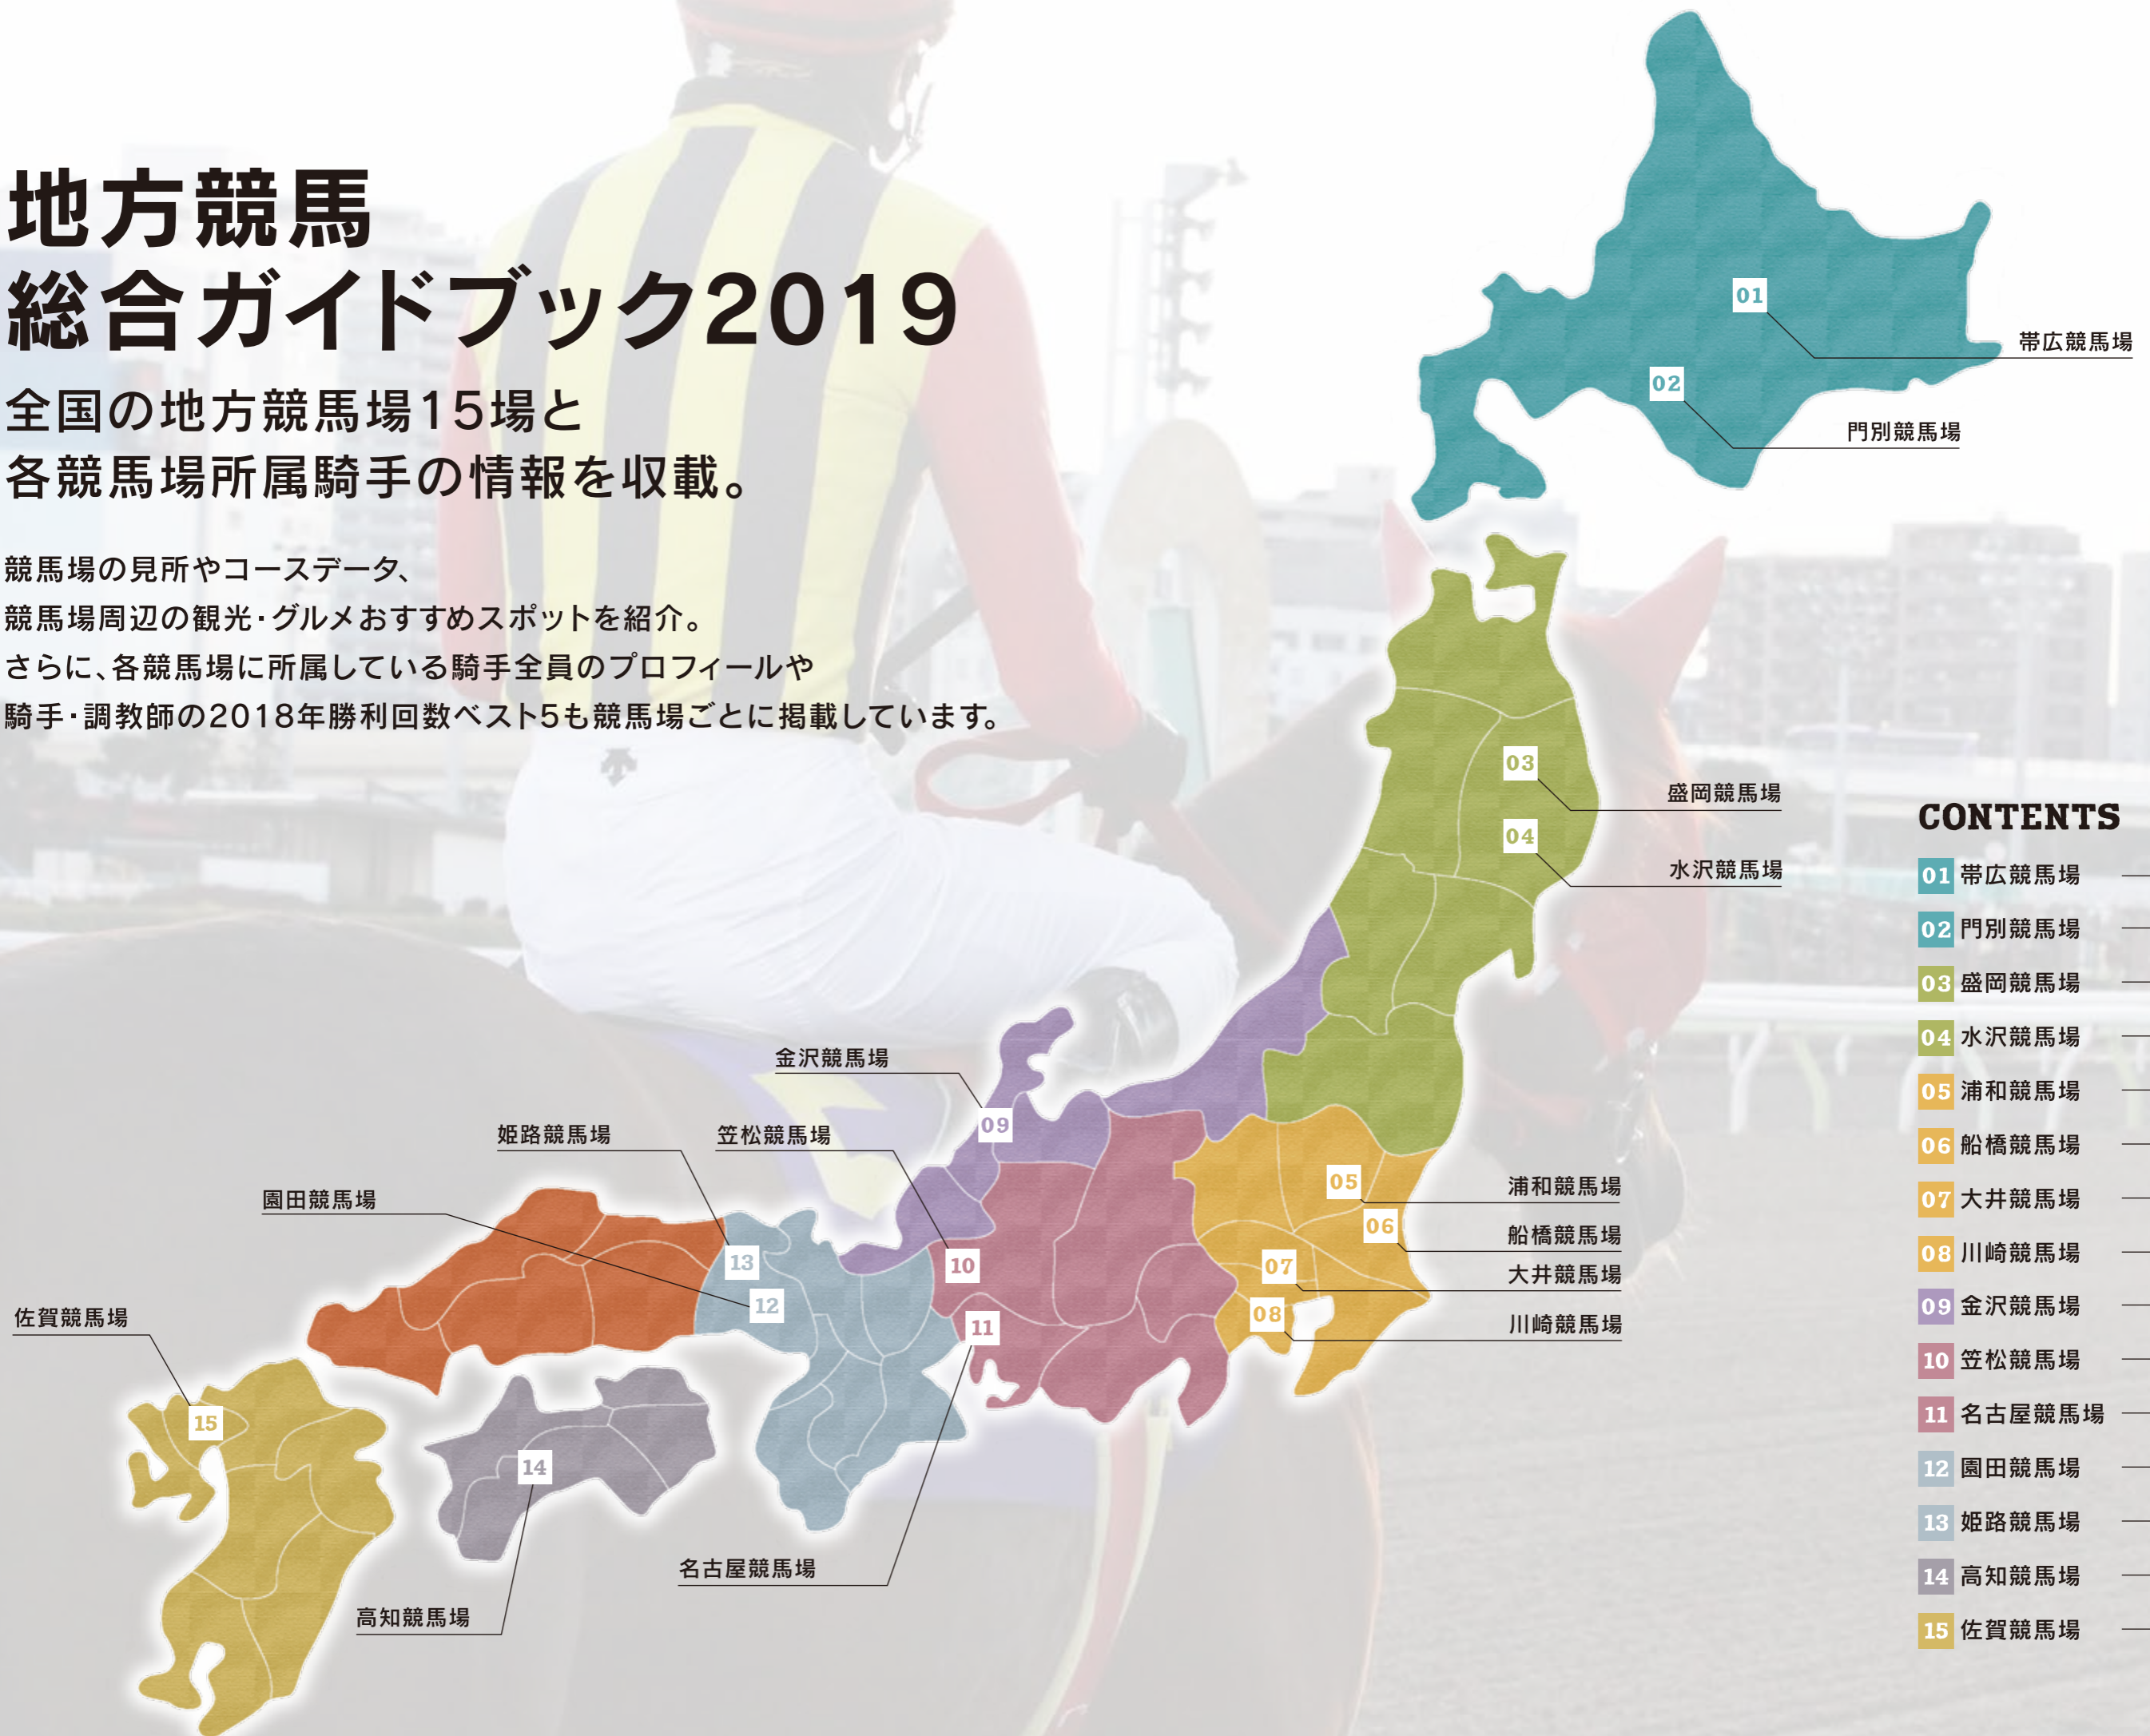 地方競馬
総合ガイドブック2019
全国の地方競馬場15場と
各競馬場所属騎手の情報を収載。
競馬場の見所やコースデータ、
競馬場周辺の観光・グルメおすすめスポットを紹介。
さらに、各競馬場に所属している騎手全員のプロフィールや
騎手・調教師の2018年勝利回数ベスト5も競馬場ごとに掲載しています。
01
帯広競馬場
02
門別競馬場
03
盛岡競馬場
04
水沢競馬場
金沢競馬場
09
姫路競馬場
笠松競馬場
園田競馬場
13
12
10
11
05
浦和競馬場
06
船橋競馬場
07
大井競馬場
08
川崎競馬場
佐賀競馬場
15
14
名古屋競馬場
高知競馬場
CONTENTS
01 帯広競馬場
02 門別競馬場
03 盛岡競馬場
04 水沢競馬場
05 浦和競馬場
06 船橋競馬場
07 大井競馬場
08 川崎競馬場
09 金沢競馬場
10 笠松競馬場
11 名古屋競馬場
12 園田競馬場
13 姫路競馬場
14 高知競馬場
15 佐賀競馬場